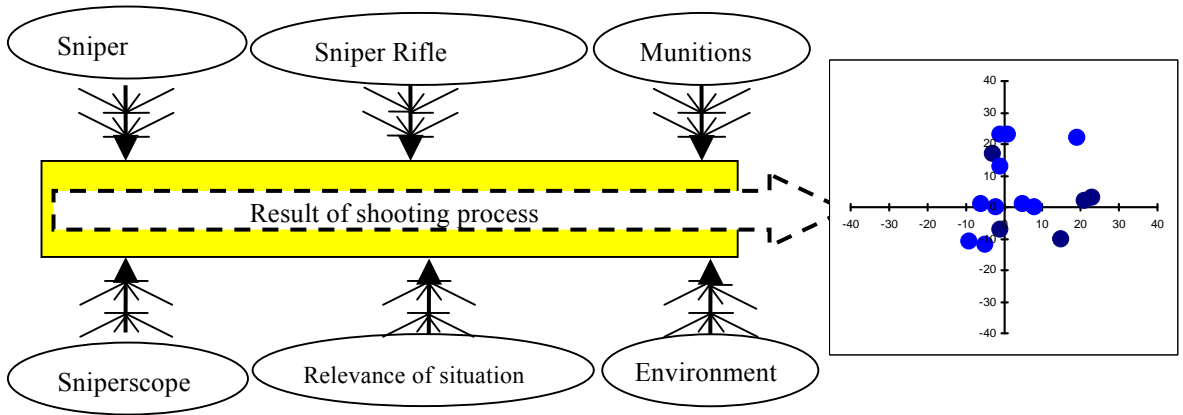 Sniper
Sniper Rifle
Munitions
Result of shooting process
40
30
20
10
-40 -30 -20 -10 0 10 20 30 40
-10
-20
-30
-40
Sniperscope
Relevance of situation
Environment